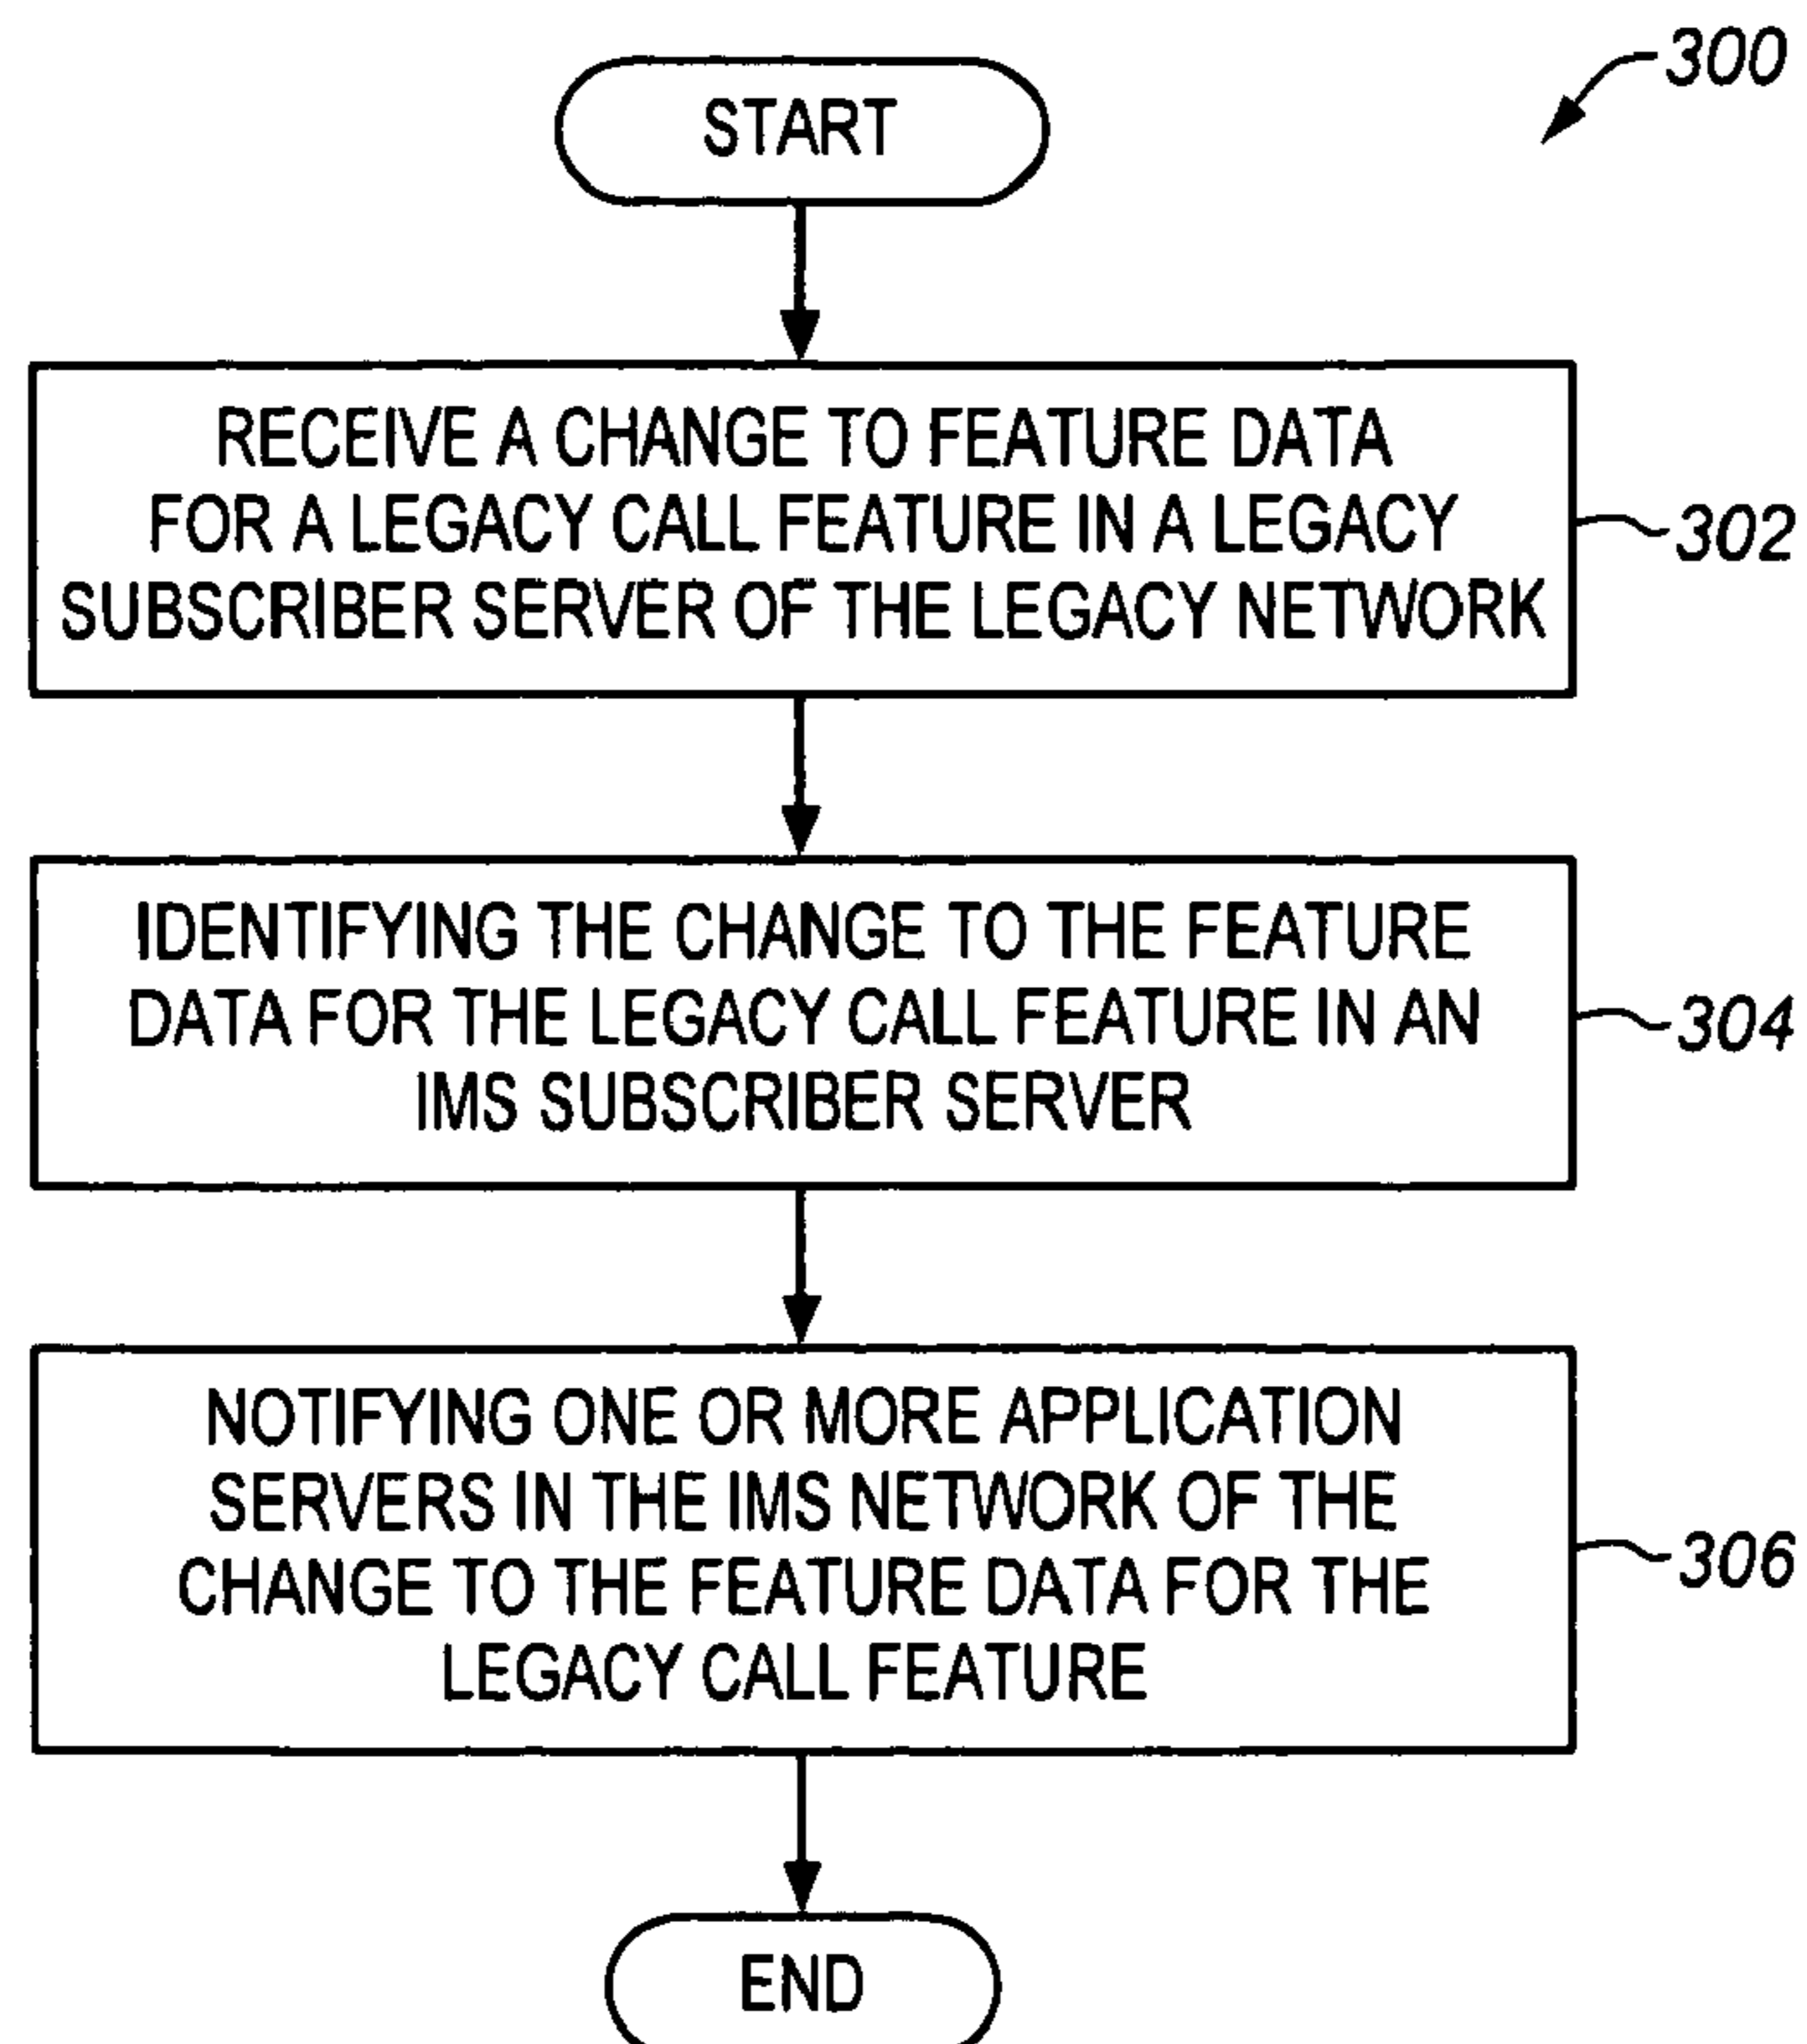 300
START
RECEIVE A CHANGE TO FEATURE DATA
FOR A LEGACY CALL FEATURE IN A LEGACY
SUBSCRIBER SERVER OF THE LEGACY NETWORK
302
IDENTIFYING THE CHANGE TO THE FEATURE
DATA FOR THE LEGACY CALL FEATURE IN AN
IMS SUBSCRIBER SERVER
304
NOTIFYING ONE OR MORE APPLICATION
SERVERS IN THE IMS NETWORK OF THE
CHANGE TO THE FEATURE DATA FOR THE
LEGACY CALL FEATURE
306
END